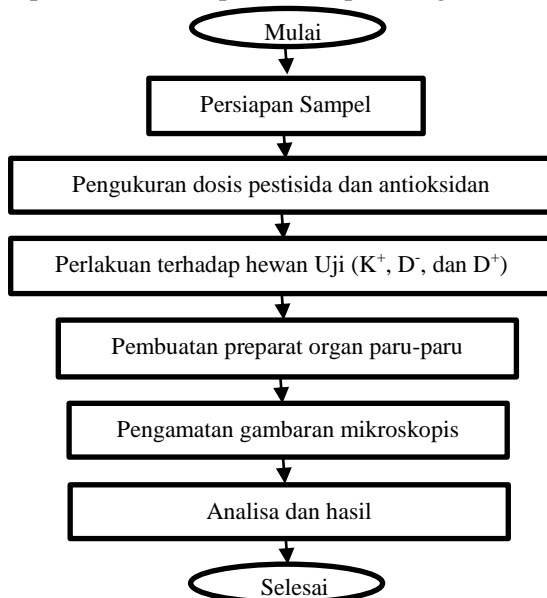 Mulai
Persiapan Sampel
Pengukuran dosis pestisida dan antioksidan
Perlakuan terhadap hewan Uji (K⁺, D⁻, dan D⁺)
Pembuatan preparat organ paru-paru
Pengamatan gambaran mikroskopis
Analisa dan hasil
Selesai